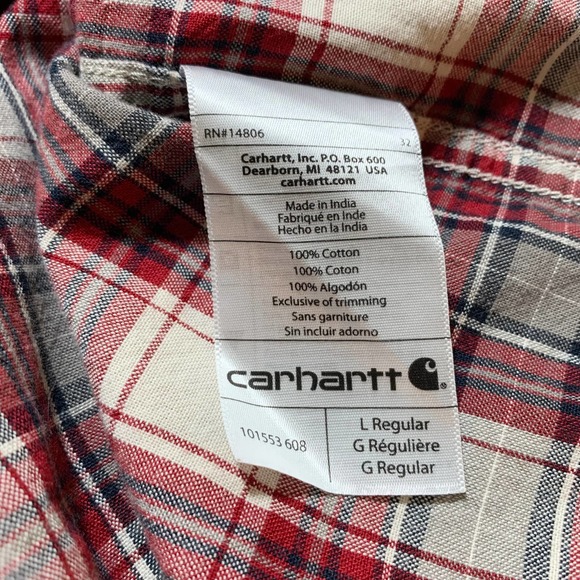 RN#14806
32
Carhartt, Inc. P.O. Box 600
Dearborn, MI 48121 USA
carhartt.com
Made in India
Fabriqué en Inde
Hecho en la India
100% Cotton
100% Coton
100% Algodón
Exclusive of trimming
Sans garniture
Sin incluir adorno
carhartt
101553 608
L Regular
G Régulière
G Regular